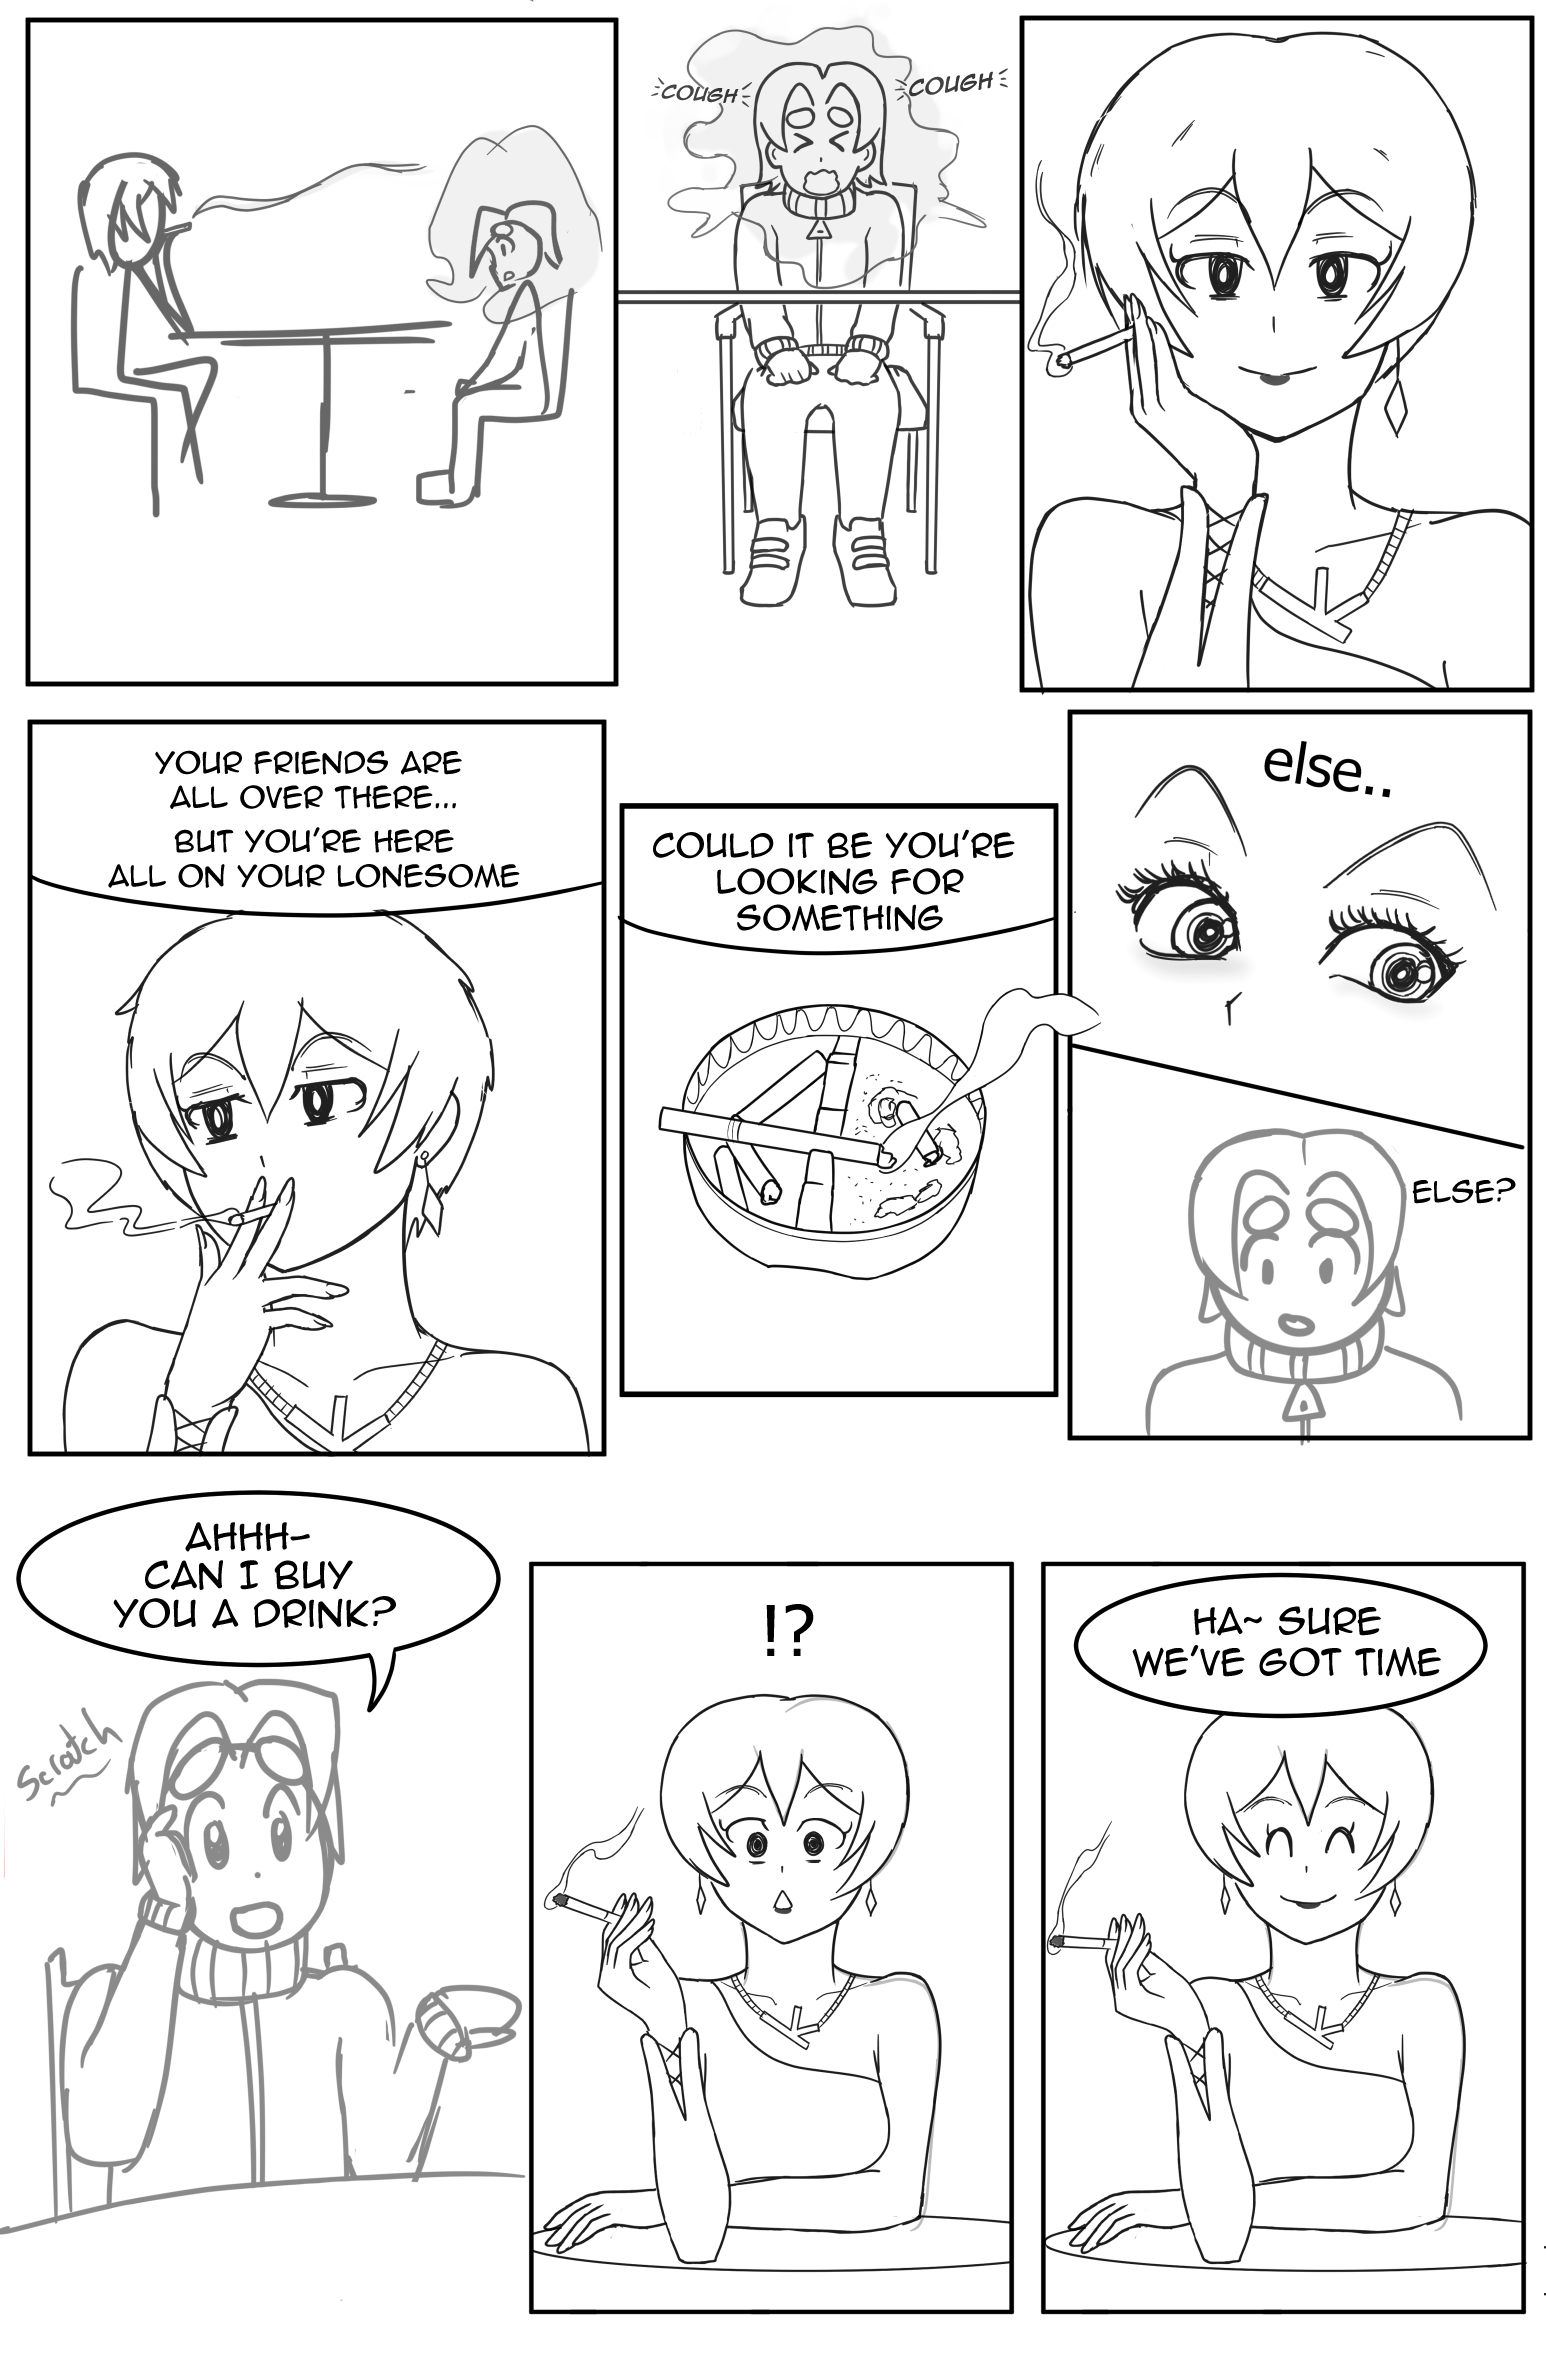 COUGH
COUGH
YOUR FRIENDS ARE
ALL OVER THERE...
BUT YOU'RE HERE
ALL ON YOUR LONESOME
COULD IT BE YOU'RE
LOOKING FOR
SOMETHING
else..
ELSE?
AHHH-
CAN I BUY
YOU A DRINK?
Scratch
!?
HA~ SURE
WE'VE GOT TIME